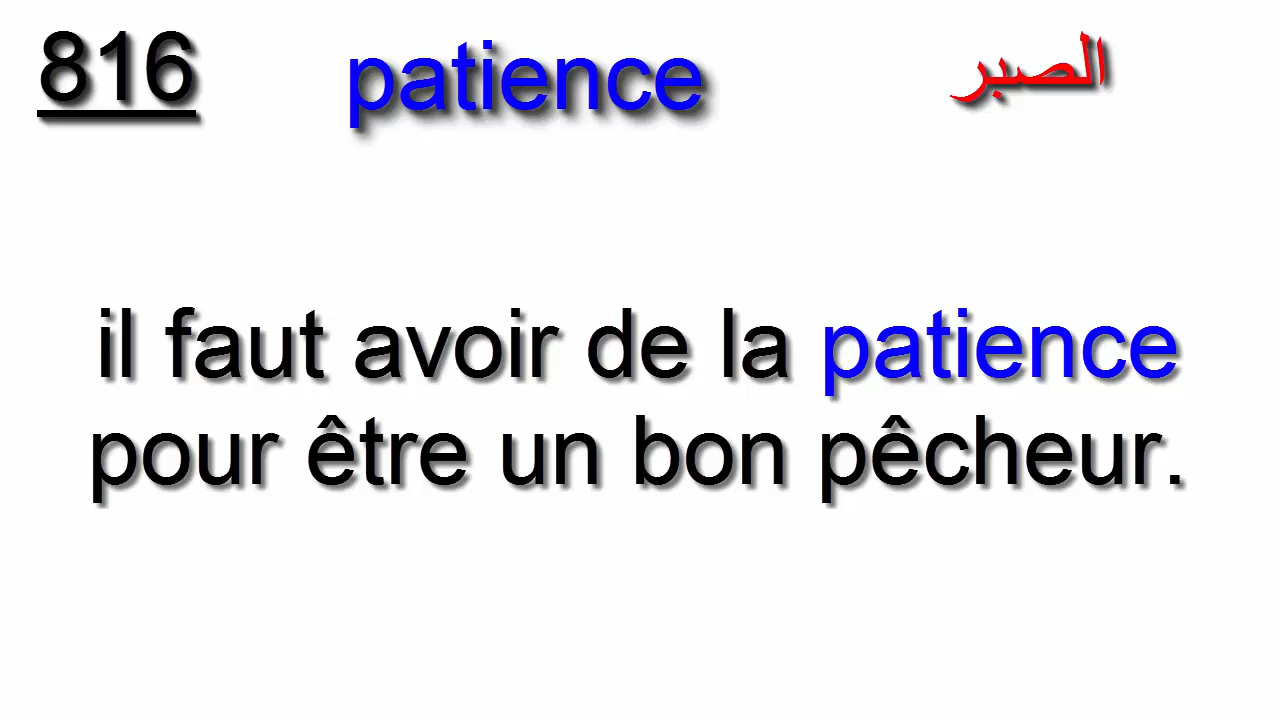 816 patience الصبر
il faut avoir de la patience
pour être un bon pêcheur.